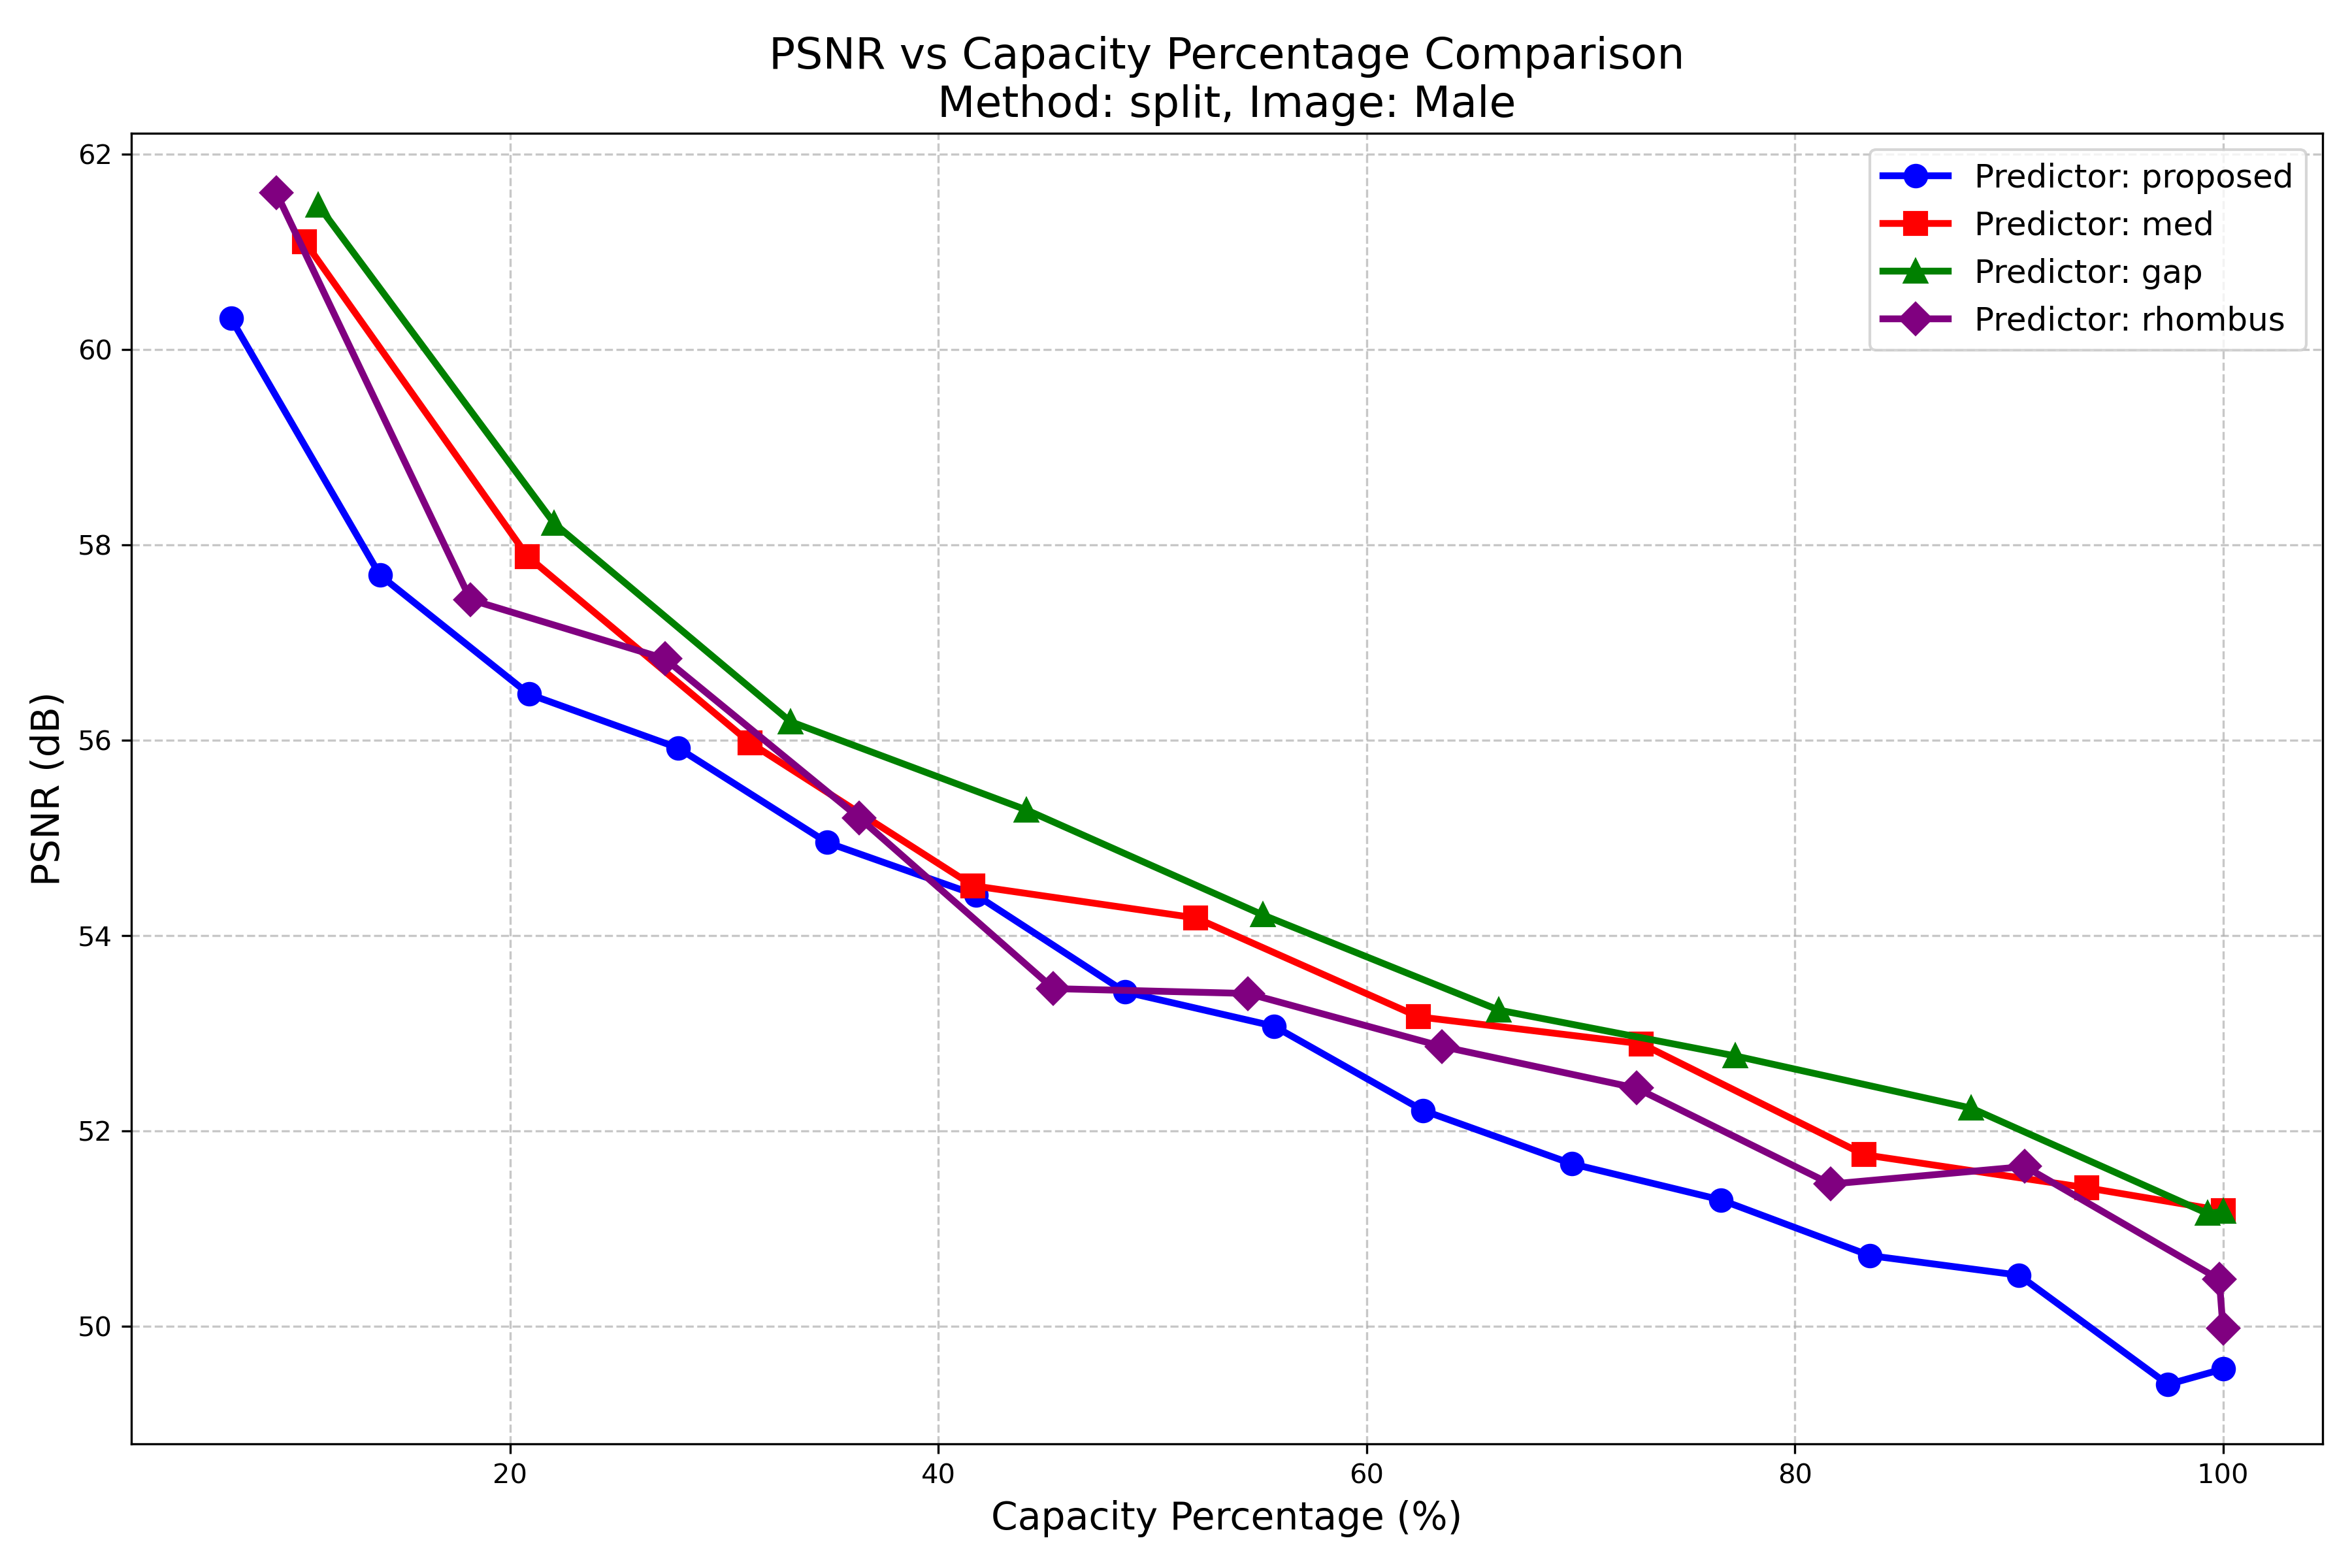 PSNR vs Capacity Percentage Comparison
Method: split, Image: Male
62
60
58
56
54
52
50
PSNR (dB)
20
40
60
80
100
Capacity Percentage (%)
Predictor: proposed
Predictor: med
Predictor: gap
Predictor: rhombus